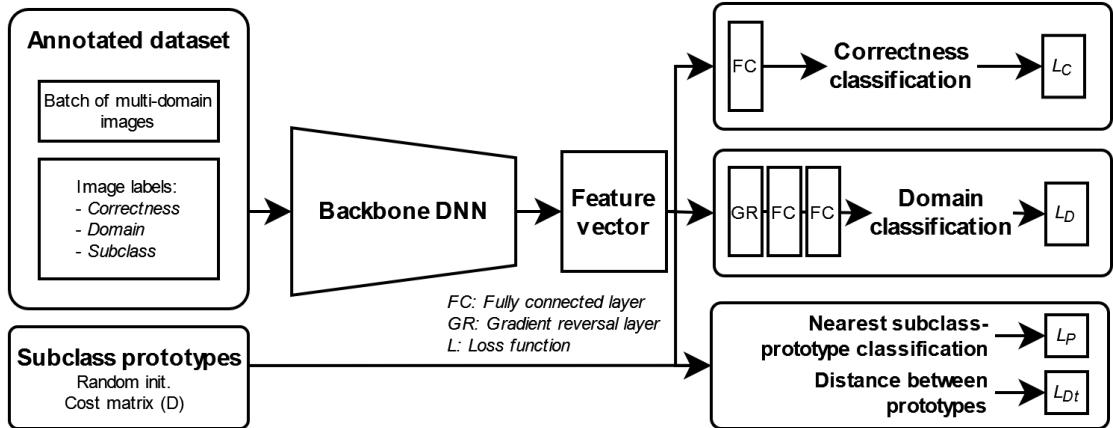 Annotated dataset
Batch of multi-domain
images
Image labels:
- Correctness
- Domain
- Subclass
Subclass prototypes
Random init.
Cost matrix (D)
Backbone DNN
Feature
vector
FC: Fully connected layer
GR: Gradient reversal layer
L: Loss function
FC
Correctness
classification
LC
GR
FC
FC
Domain
classification
LD
Nearest subclass-
prototype classification
LP
Distance between
prototypes
LDt